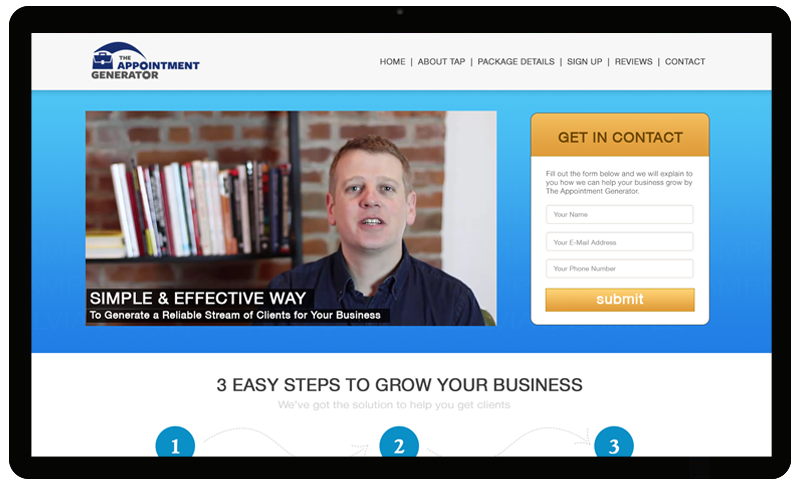 THE
APPOINTMENT
GENERATOR
HOME | ABOUT TAP | PACKAGE DETAILS | SIGN UP | REVIEWS | CONTACT
SIMPLE & EFFECTIVE WAY
To Generate a Reliable Stream of Clients for Your Business
GET IN CONTACT
Fill out the form below and we will explain to
you how we can help your business grow by
The Appointment Generator.
Your Name
Your E-Mail Address
Your Phone Number
submit
3 EASY STEPS TO GROW YOUR BUSINESS
We've got the solution to help you get clients
1 2 3